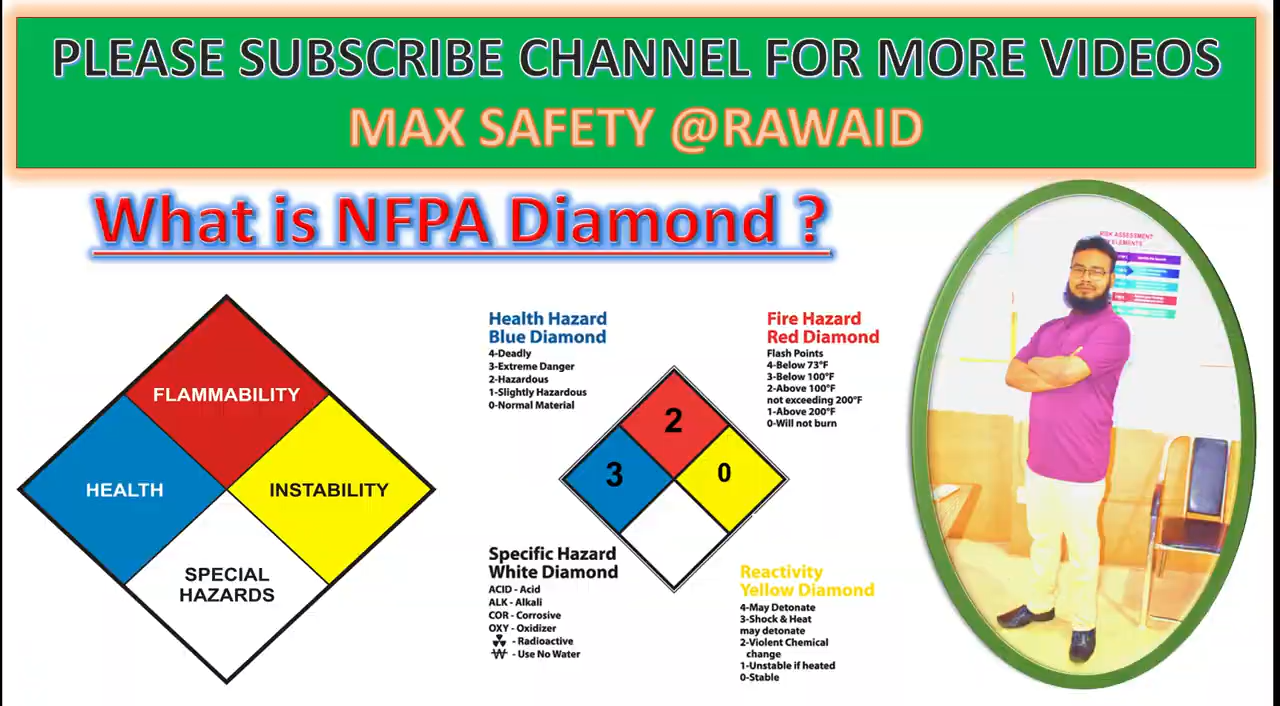 PLEASE SUBSCRIBE CHANNEL FOR MORE VIDEOS
MAX SAFETY @RAWAID
What is NFPA Diamond ?
FLAMMABILITY
HEALTH
INSTABILITY
SPECIAL
HAZARDS
Health Hazard
Blue Diamond
4-Deadly
3-Extreme Danger
2-Hazardous
1-Slightly Hazardous
0-Normal Material
Fire Hazard
Red Diamond
Flash Points
4-Below 73°F
3-Below 100°F
2-Above 100°F
not exceeding 200°F
1-Above 200°F
0-Will not burn
2
3
0
Specific Hazard
White Diamond
ACID - Acid
ALK - Alkali
COR - Corrosive
OXY - Oxidizer
- Radioactive
W - Use No Water
Reactivity
Yellow Diamond
4-May Detonate
3-Shock & Heat
may detonate
2-Violent Chemical
change
1-Unstable if heated
0-Stable
RISK ASSESSMENT
ELEMENTS